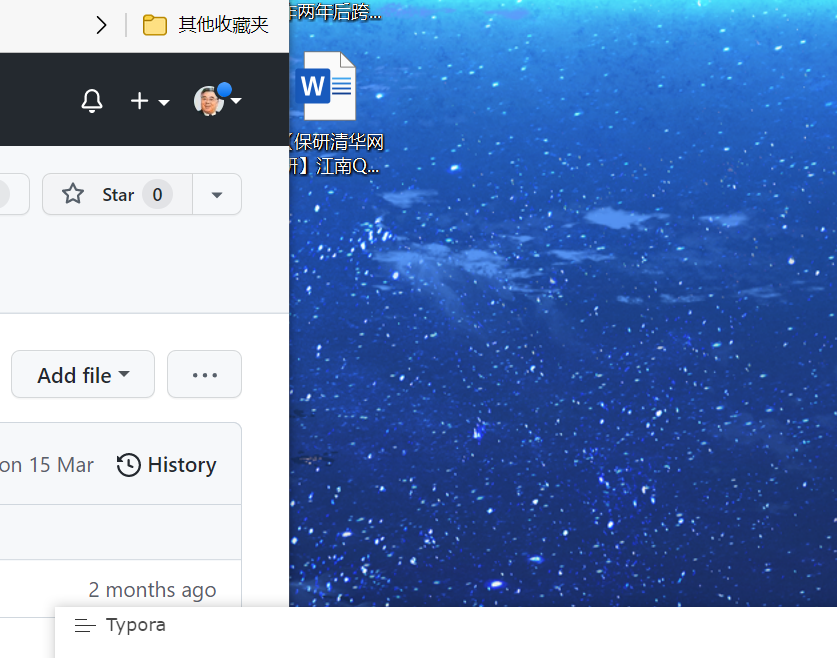 其他收藏夹
作两年后跨...
W
【保研清华网
研】江南Q...
Star 0
Add file
on 15 Mar History
2 months ago
Typora